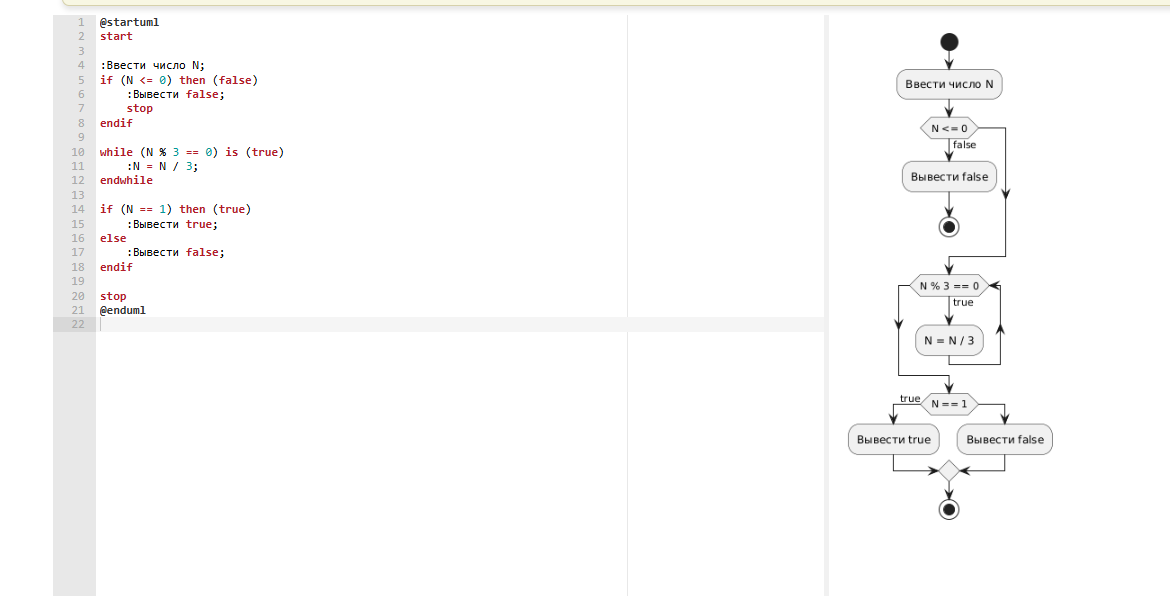 1 @startuml
2 start
3
4 :Ввести число N;
5 if (N <= 0) then (false)
6     :Вывести false;
7     stop
8 endif
9
10 while (N % 3 == 0) is (true)
11     :N = N / 3;
12 endwhile
13
14 if (N == 1) then (true)
15     :Вывести true;
16 else
17     :Вывести false;
18 endif
19
20 stop
21 @enduml
22
Ввести число N
N <= 0
false
Вывести false
N % 3 == 0
true
N = N / 3
true
N == 1
Вывести true
Вывести false